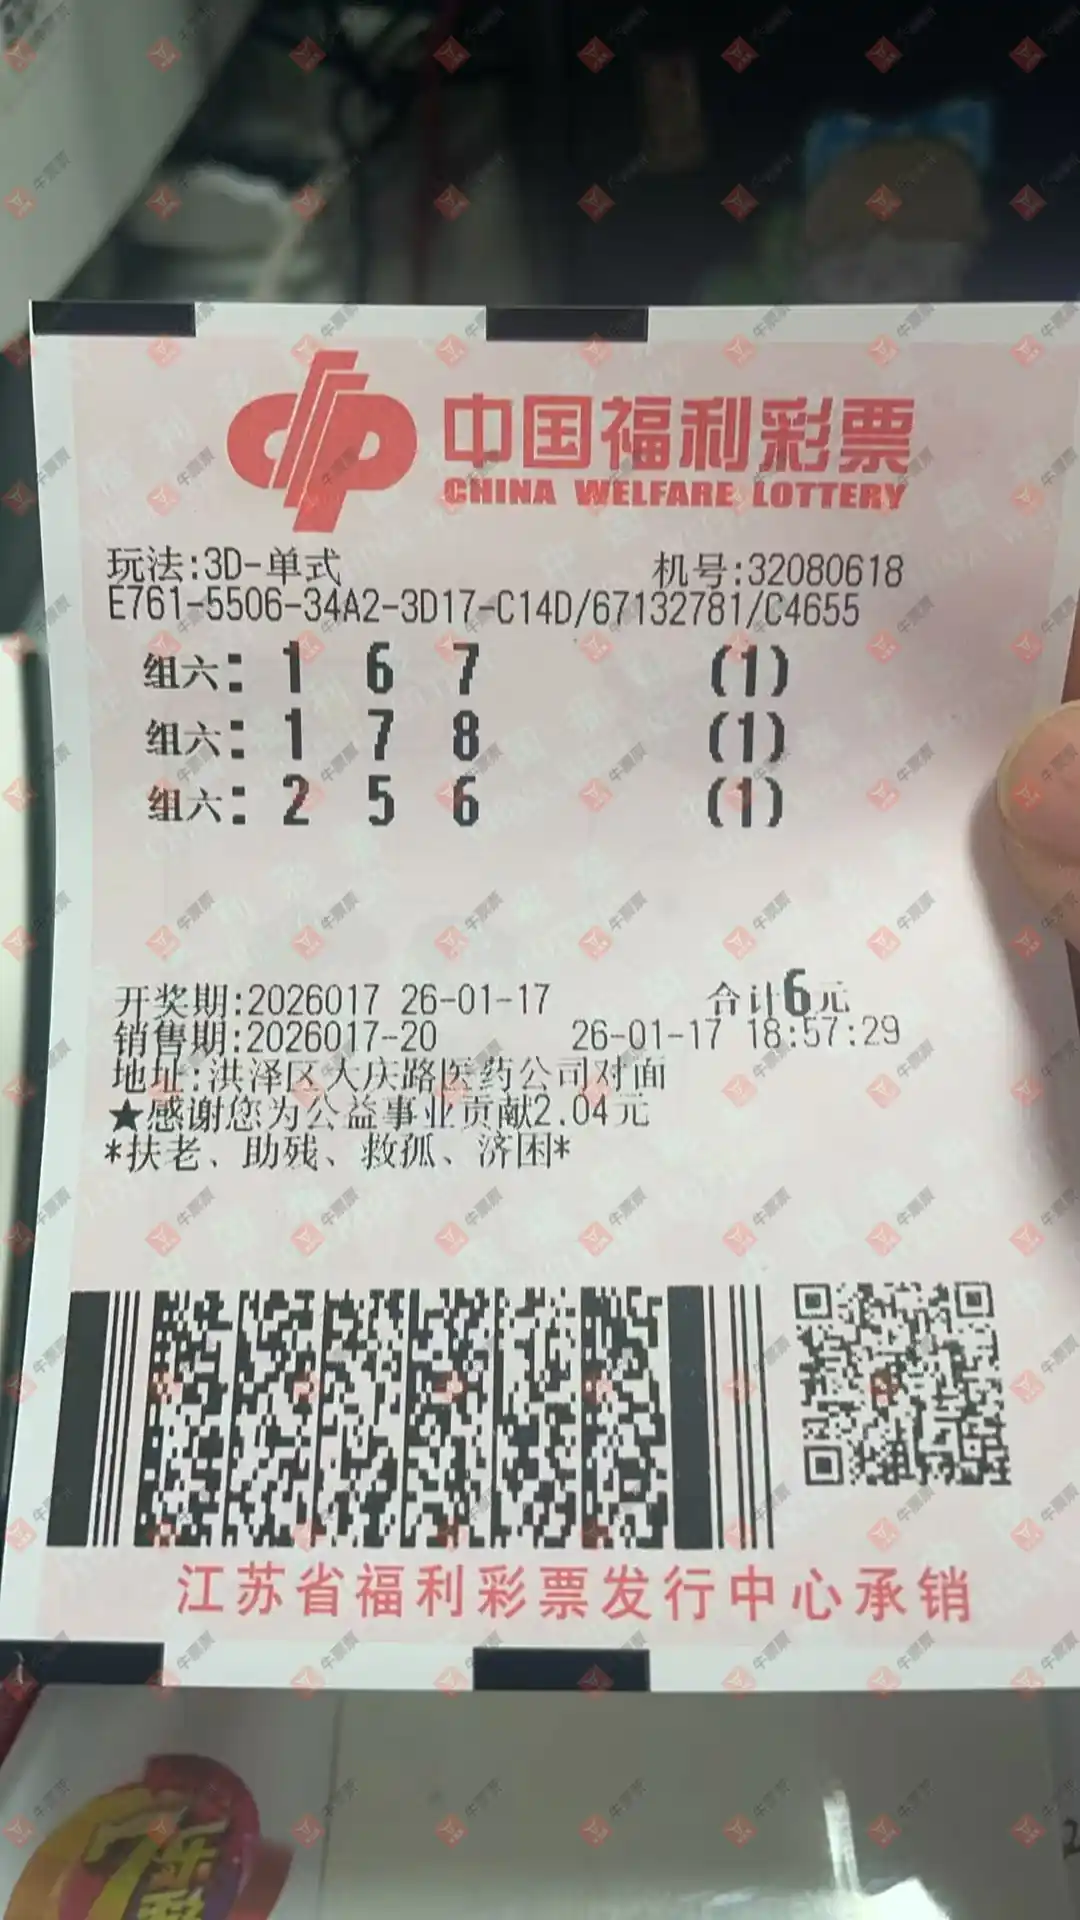 中国福利彩票
CHINA WELFARE LOTTERY
玩法:3D-单式 机号:32080618
E761-5506-34A2-3D17-C14D/67132781/C4655
组六: 1 6 7 (1)
组六: 1 7 8 (1)
组六: 2 5 6 (1)
开奖期:2026017 26-01-17 合计6元
销售期:2026017-20 26-01-17 18:57:29
地址:洪泽区大庆路医药公司对面
★感谢您为公益事业贡献2.04元
*扶老、助残、救孤、济困*
江苏省福利彩票发行中心承销
牛票票